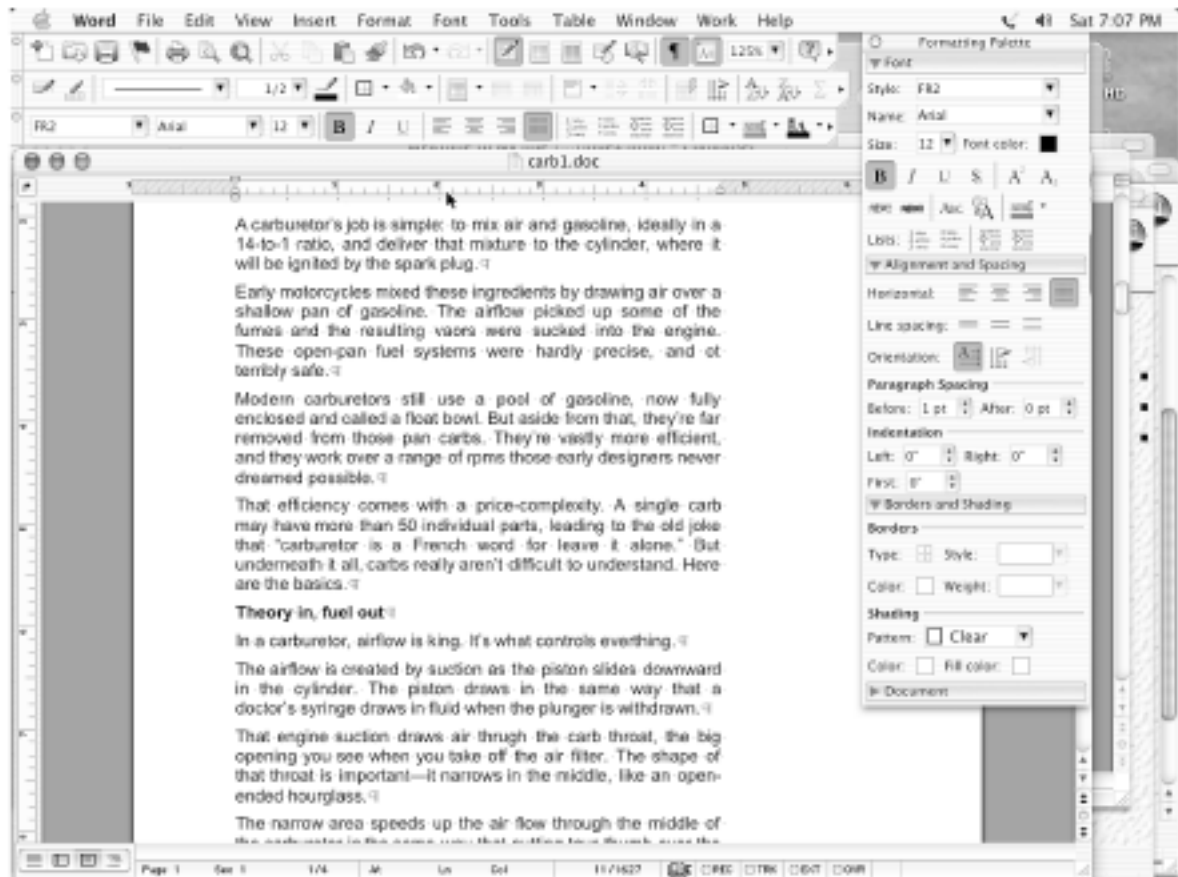 Word File Edit View Insert Format Font Tools Table Window Work Help Sat 7:07 PM
125%
1/2
FR2 Arial 12 B I U
carb1.doc
A carburetor's job is simple: to mix air and gasoline, ideally in a
14-to-1 ratio, and deliver that mixture to the cylinder, where it
will be ignited by the spark plug.
Early motorcycles mixed these ingredients by drawing air over a
shallow pan of gasoline. The airflow picked up some of the
fumes and the resulting vaors were sucked into the engine.
These open-pan fuel systems were hardly precise, and ot
terribly safe.
Modern carburetors still use a pool of gasoline, now fully
enclosed and called a float bowl. But aside from that, they're far
removed from those pan carbs. They're vastly more efficient,
and they work over a range of rpms those early designers never
dreamed possible.
That efficiency comes with a price-complexity. A single carb
may have more than 50 individual parts, leading to the old joke
that "carburetor is a French word for leave it alone." But
underneath it all, carbs really aren't difficult to understand. Here
are the basics.
Theory in, fuel out
In a carburetor, airflow is king. It's what controls everthing.
The airflow is created by suction as the piston slides downward
in the cylinder. The piston draws in the same way that a
doctor's syringe draws in fluid when the plunger is withdrawn.
That engine suction draws air thrugh the carb throat, the big
opening you see when you take off the air filter. The shape of
that throat is important—it narrows in the middle, like an open-
ended hourglass.
The narrow area speeds up the air flow through the middle of
Page 1 Sec 1 1/4 At Ln Col 11/1627 REC TRK EXT OVR
Formatting Palette
Font
Style: FR2
Name: Arial
Size: 12 Font color:
B I U S A² A₂
ABC ABC Abc
Lists:
Alignment and Spacing
Horizontal:
Line spacing:
Orientation:
Paragraph Spacing
Before: 1 pt After: 0 pt
Indentation
Left: 0" Right: 0"
First: 0"
Borders and Shading
Borders
Type: Style:
Color: Weight:
Shading
Pattern: Clear
Color: Fill color:
Document
HD